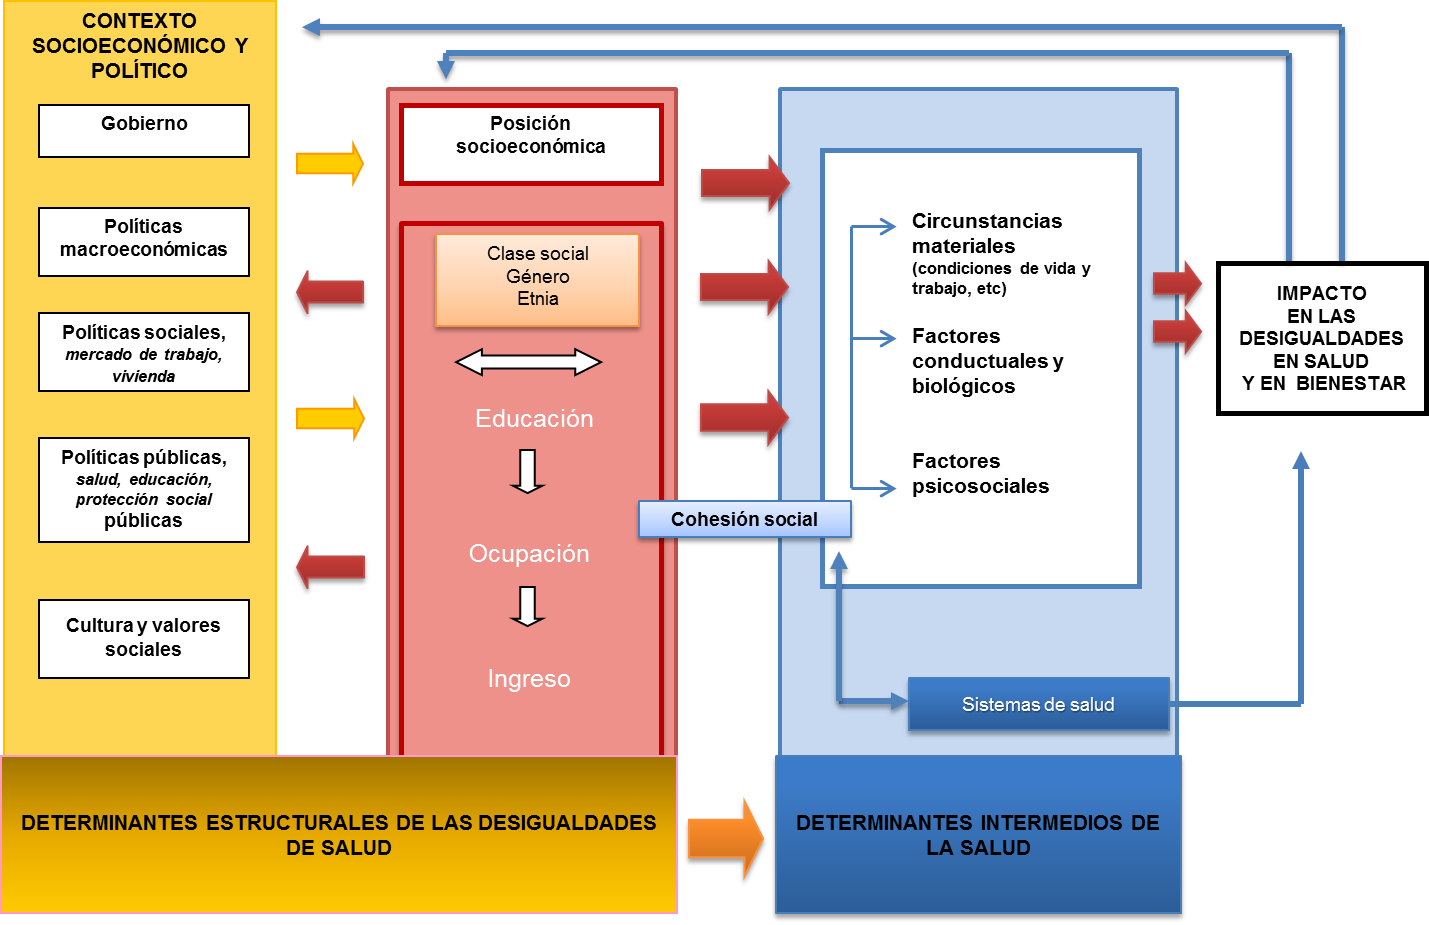 CONTEXTO
SOCIOECONÓMICO Y
POLÍTICO
Gobierno
Políticas
macroeconómicas
Políticas sociales,
mercado de trabajo,
vivienda
Políticas públicas,
salud, educación,
protección social
públicas
Cultura y valores
sociales
Posición
socioeconómica
Clase social
Género
Etnia
Educación
Ocupación
Ingreso
Cohesión social
Circunstancias
materiales
(condiciones de vida y
trabajo, etc)
Factores
conductuales y
biológicos
Factores
psicosociales
Sistemas de salud
IMPACTO
EN LAS
DESIGUALDADES
EN SALUD
Y EN BIENESTAR
DETERMINANTES ESTRUCTURALES DE LAS DESIGUALDADES
DE SALUD
DETERMINANTES INTERMEDIOS DE
LA SALUD